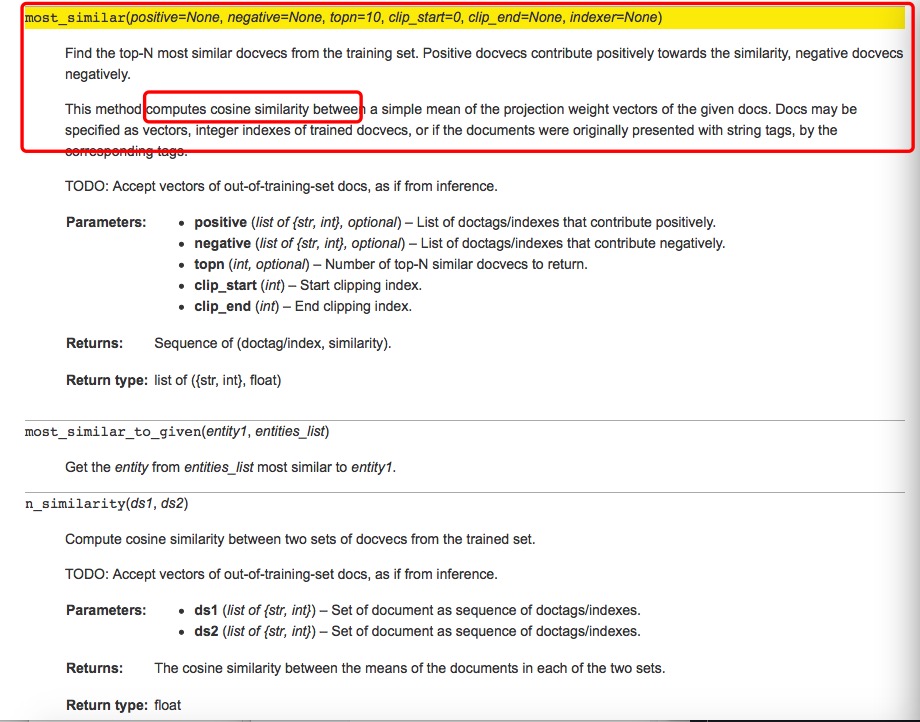 most_similar(positive=None, negative=None, topn=10, clip_start=0, clip_end=None, indexer=None)
Find the top-N most similar docvecs from the training set. Positive docvecs contribute positively towards the similarity, negative docvecs
negatively.
This method computes cosine similarity between a simple mean of the projection weight vectors of the given docs. Docs may be
specified as vectors, integer indexes of trained docvecs, or if the documents were originally presented with string tags, by the
corresponding tags.
TODO: Accept vectors of out-of-training-set docs, as if from inference.
Parameters:
• positive (list of {str, int}, optional) – List of doctags/indexes that contribute positively.
• negative (list of {str, int}, optional) – List of doctags/indexes that contribute negatively.
• topn (int, optional) – Number of top-N similar docvecs to return.
• clip_start (int) – Start clipping index.
• clip_end (int) – End clipping index.
Returns: Sequence of (doctag/index, similarity).
Return type: list of ({str, int}, float)
most_similar_to_given(entity1, entities_list)
Get the entity from entities_list most similar to entity1.
n_similarity(ds1, ds2)
Compute cosine similarity between two sets of docvecs from the trained set.
TODO: Accept vectors of out-of-training-set docs, as if from inference.
Parameters:
• ds1 (list of {str, int}) – Set of document as sequence of doctags/indexes.
• ds2 (list of {str, int}) – Set of document as sequence of doctags/indexes.
Returns: The cosine similarity between the means of the documents in each of the two sets.
Return type: float